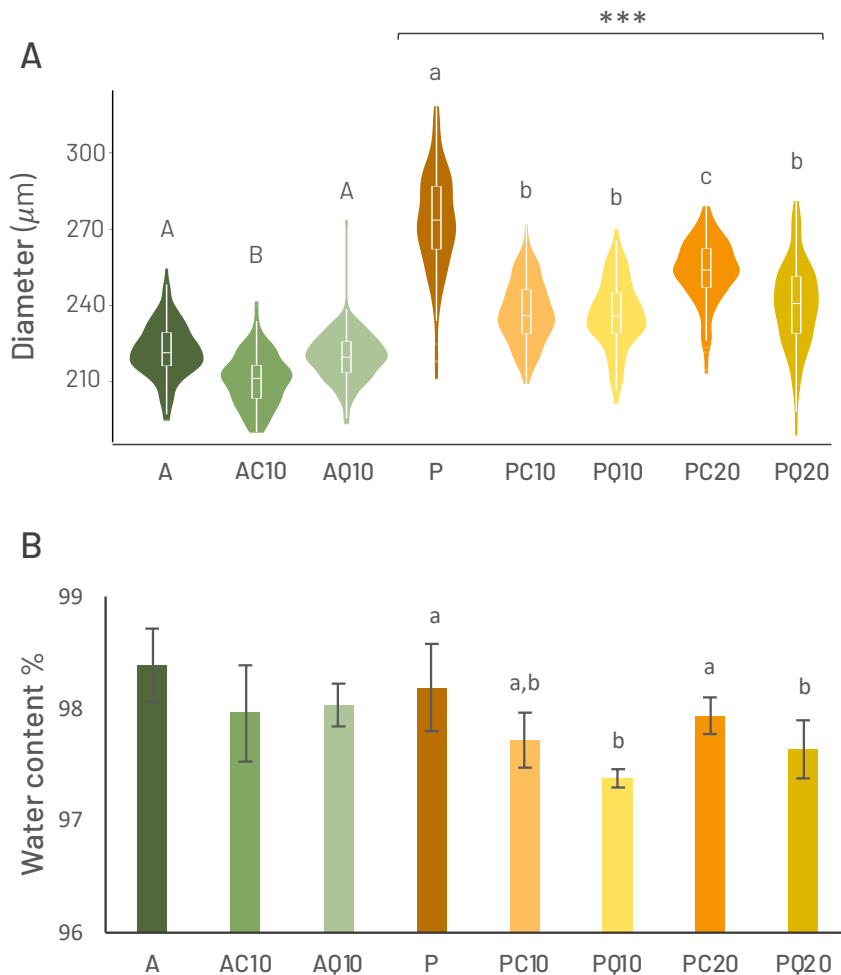 ***
A
a
300
b
b
c
b
A
A
B
270
240
210
Diameter (μm)
A AC10 AQ10 P PC10 PQ10 PC20 PQ20
B
99
98
97
96
Water content %
a
a,b
b
a
b
A AC10 AQ10 P PC10 PQ10 PC20 PQ20